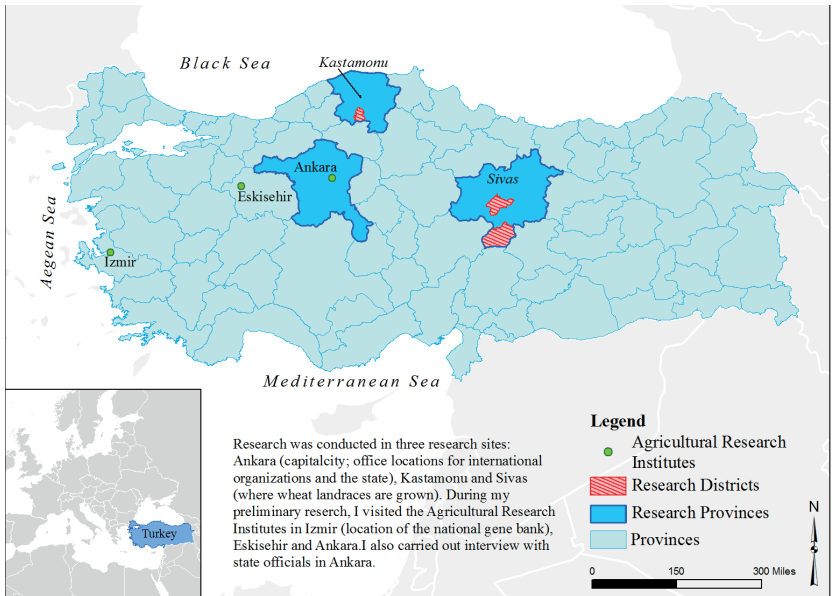 Black Sea
Kastamonu
Ankara
Sivas
Eskisehir
Aegean Sea
Izmir
Mediterranean Sea
Turkey
Research was conducted in three research sites:
Ankara (capitalcity; office locations for international
organizations and the state), Kastamonu and Sivas
(where wheat landraces are grown). During my
preliminary reserch, I visited the Agricultural Research
Institutes in Izmir (location of the national gene bank),
Eskisehir and Ankara.I also carried out interview with
state officials in Ankara.
Legend
Agricultural Research
Institutes
Research Districts
Research Provinces
Provinces
N
0 150 300 Miles